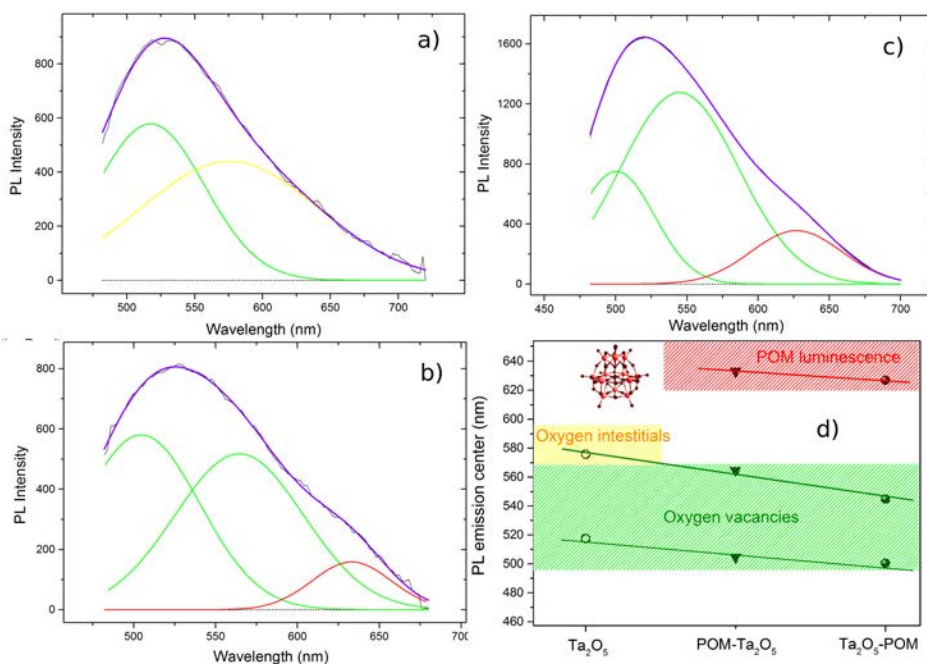 a)
800
600
400
200
0
PL Intensity
500
550
600
650
700
Wavelength (nm)
c)
1600
1200
800
400
0
PL Intensity
450
500
550
600
650
700
Wavelength (nm)
b)
800
600
400
200
0
PL Intensity
500
550
600
650
700
Wavelength (nm)
d)
640
620
600
580
560
540
520
500
480
460
PL emission center (nm)
POM luminescence
Oxygen intestitials
Oxygen vacancies
Ta₂O₅
POM-Ta₂O₅
Ta₂O₅-POM